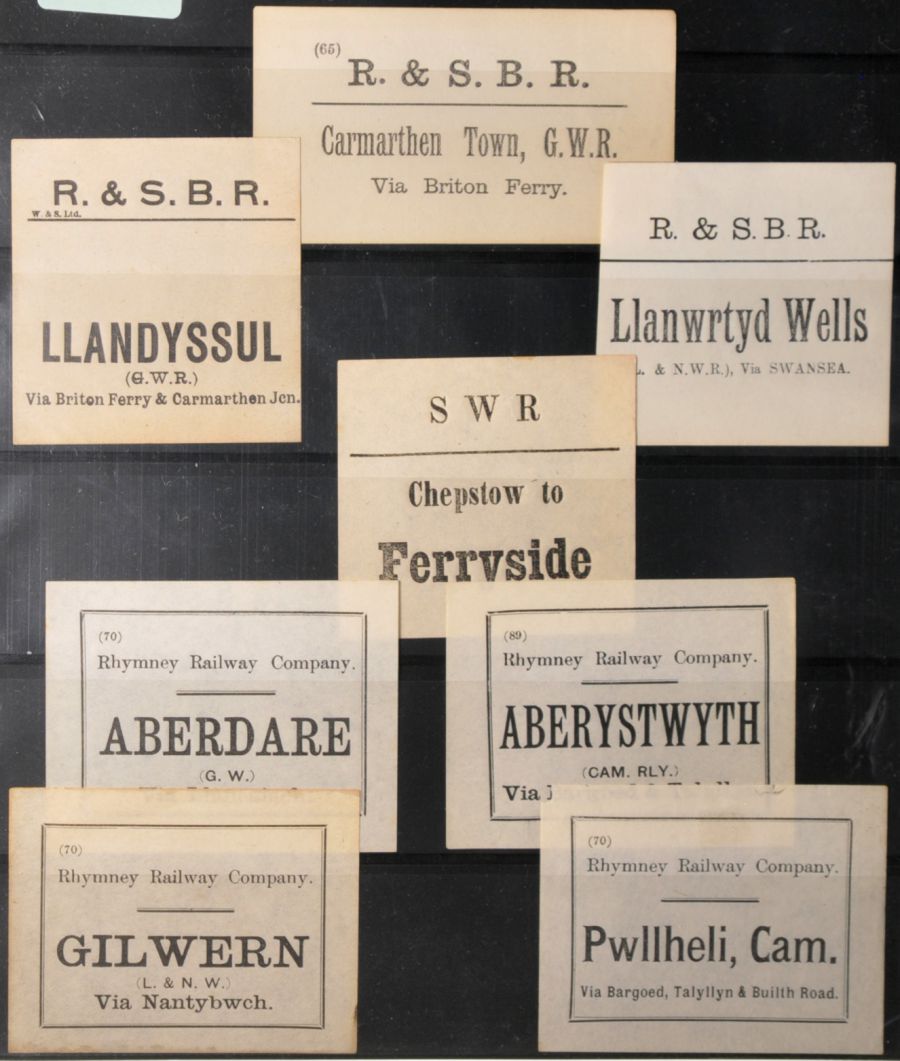 (65)
R. & S. B. R.
Carmarthen Town, G.W.R.
Via Briton Ferry.
R. & S. B. R.
W. & S. Ltd.
LLANDYSSUL
(G.W.R.)
Via Briton Ferry & Carmarthen Jcn.
R. & S. B. R.
Llanwrtyd Wells
L. & N.W.R.), Via SWANSEA.
S W R
Chepstow to
Ferryside
(70)
Rhymney Railway Company.
ABERDARE
(G. W.)
(89)
Rhymney Railway Company.
ABERYSTWYTH
(CAM. RLY.)
Via
(70)
Rhymney Railway Company.
GILWERN
(L. & N. W.)
Via Nantybwch.
(70)
Rhymney Railway Company.
Pwllheli, Cam.
Via Bargoed, Talyllyn & Builth Road.